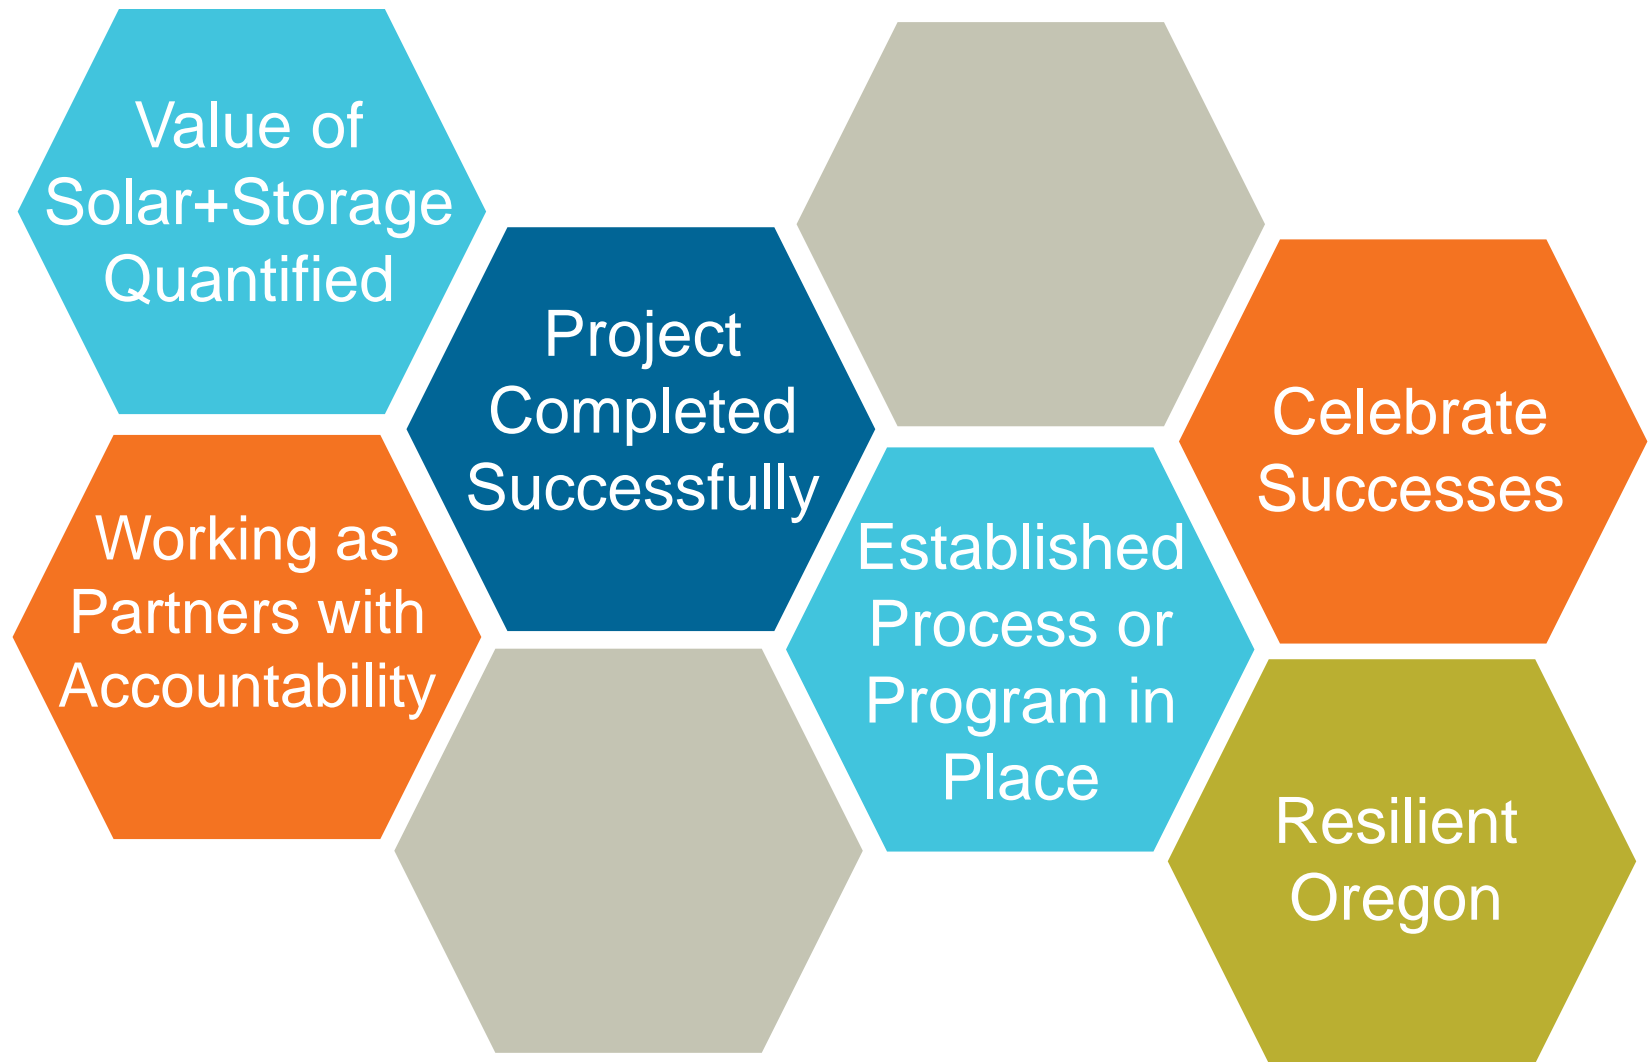 Value of
Solar+Storage
Quantified
Working as
Partners with
Accountability
Project
Completed
Successfully
Established
Process or
Program in
Place
Celebrate
Successes
Resilient
Oregon